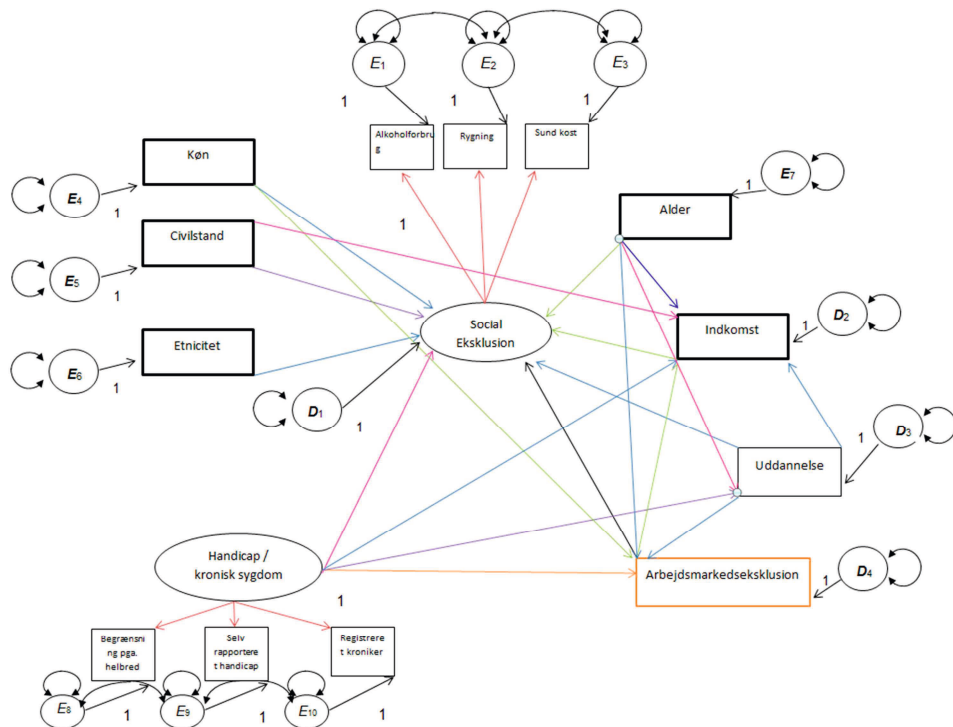 E1
E2
E3
1
1
1
Alkoholforbru
g
Rygning
Sund kost
Køn
E4
1
E7
1
Alder
Civilstand
1
E5
1
Social
Eksklusion
Indkomst
D2
1
Etnicitet
E6
1
D1
1
D3
1
Uddannelse
Handicap /
kronisk sygdom
Arbejdsmarkedseksklusion
1
D4
1
Begrænsni
ng pga.
helbred
Selv
rapportere
t handicap
Registrere
t kroniker
E8
1
E9
1
E10
1